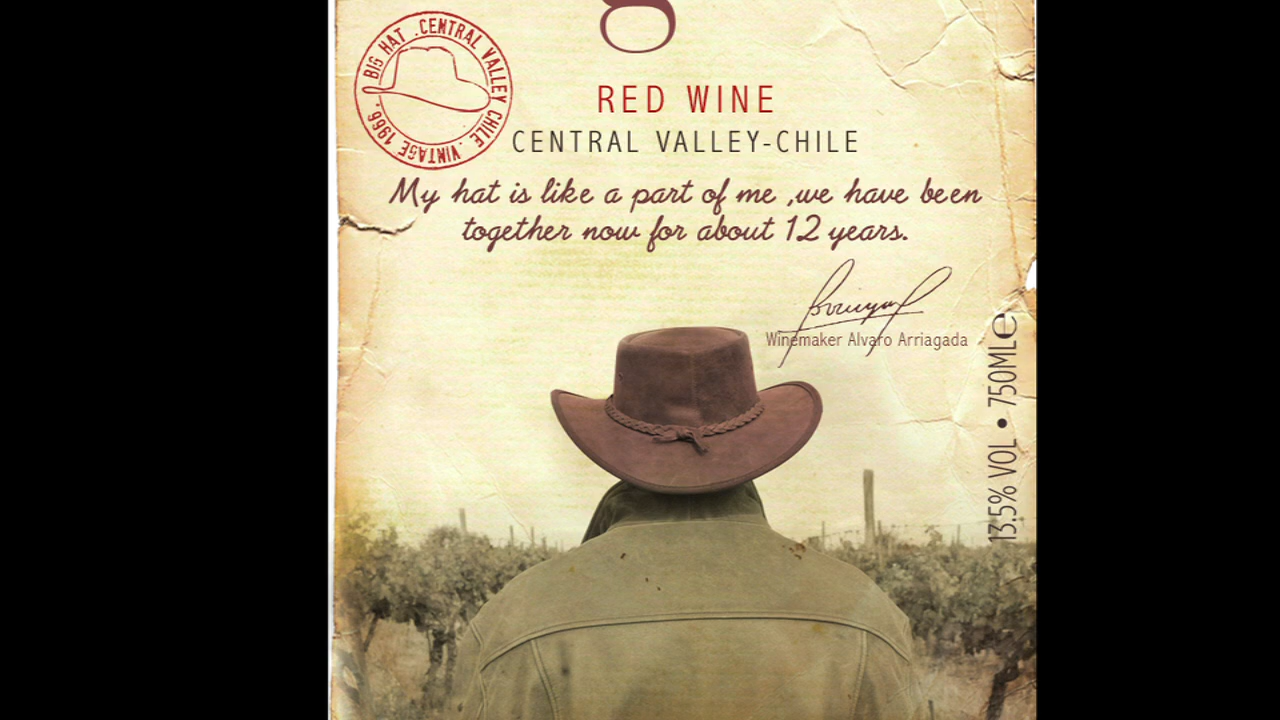 g
BIG HAT .CENTRAL VALLEY CHILE . VINTAGE 1966 .
RED WINE
CENTRAL VALLEY-CHILE
My hat is like a part of me ,we have been
together now for about 12 years.
Winemaker Alvaro Arriagada
13.5% VOL • 750ML℮